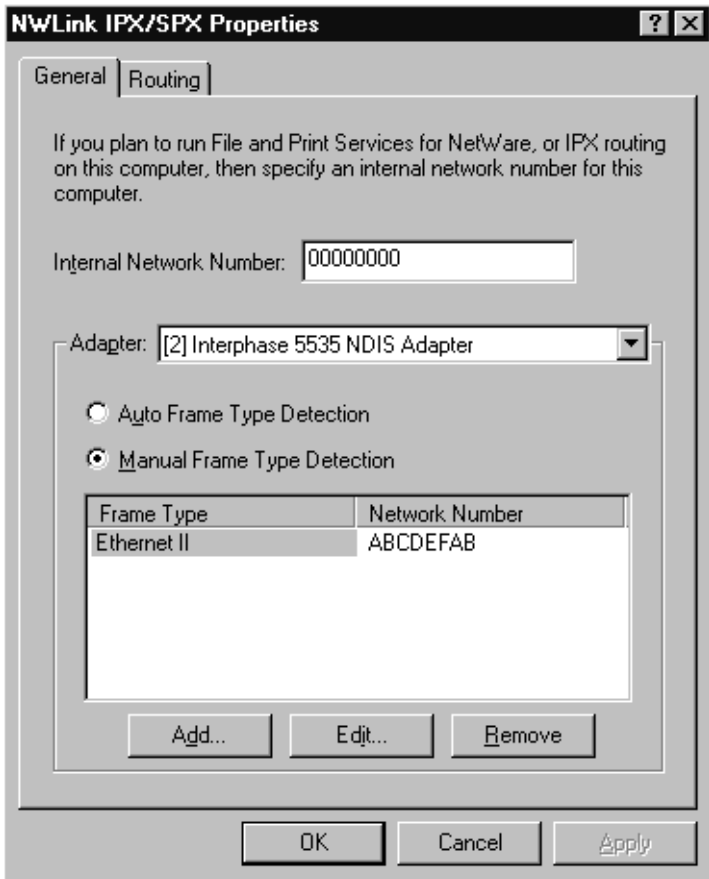 NWLink IPX/SPX Properties
General Routing
If you plan to run File and Print Services for NetWare, or IPX routing
on this computer, then specify an internal network number for this
computer.
Internal Network Number: 00000000
Adapter: [2] Interphase 5535 NDIS Adapter
Auto Frame Type Detection
Manual Frame Type Detection
Frame Type Network Number
Ethernet II ABCDEFAB
Add... Edit... Remove
OK Cancel Apply